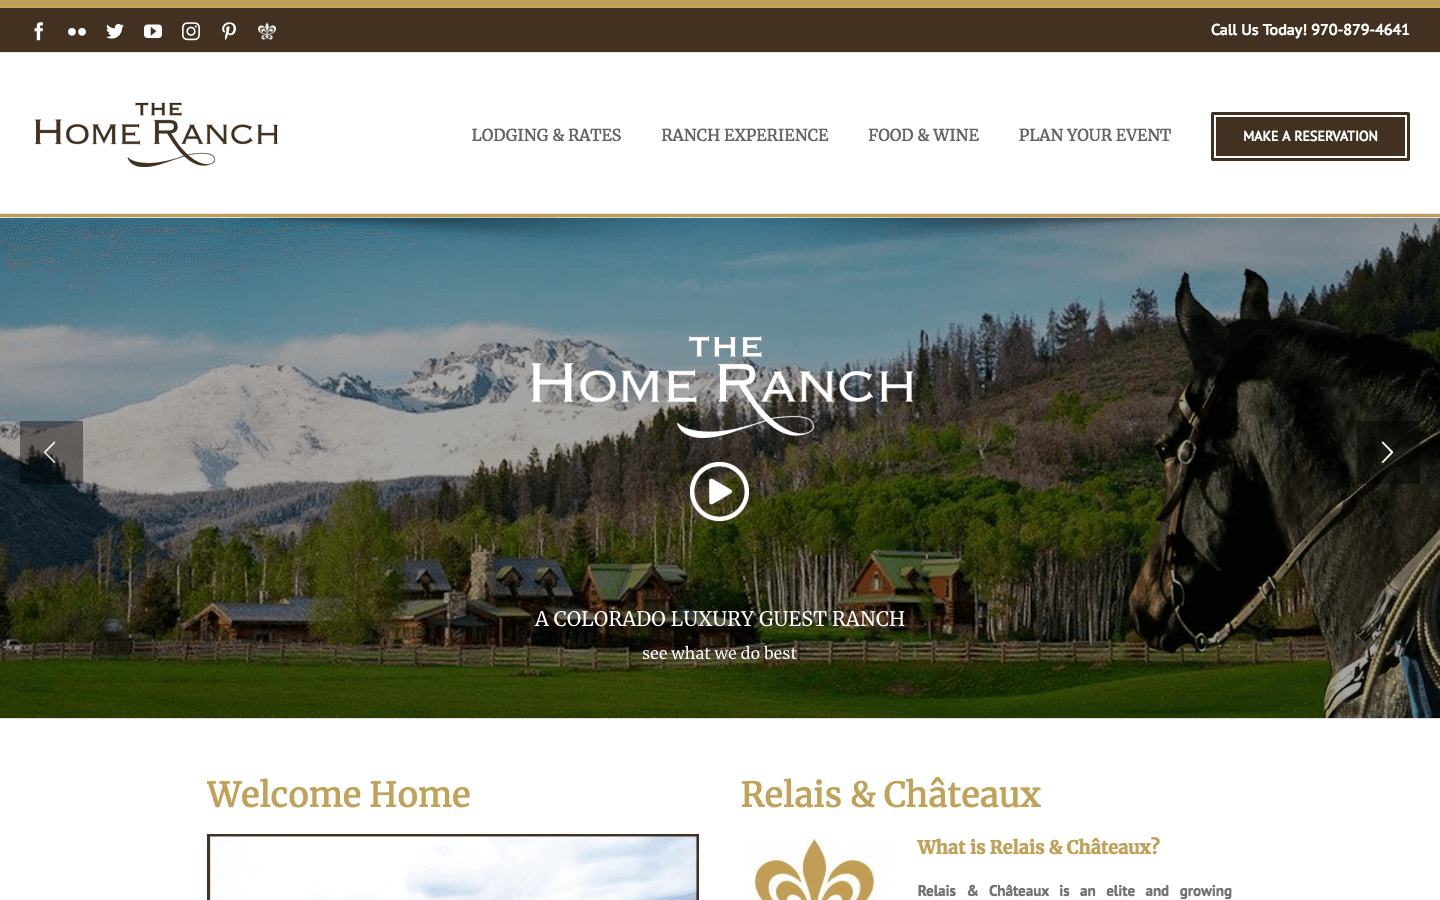 Call Us Today! 970-879-4641
THE
HOME RANCH
LODGING & RATES
RANCH EXPERIENCE
FOOD & WINE
PLAN YOUR EVENT
MAKE A RESERVATION
THE
HOME RANCH
A COLORADO LUXURY GUEST RANCH
see what we do best
Welcome Home
Relais & Châteaux
What is Relais & Châteaux?
Relais & Châteaux is an elite and growing